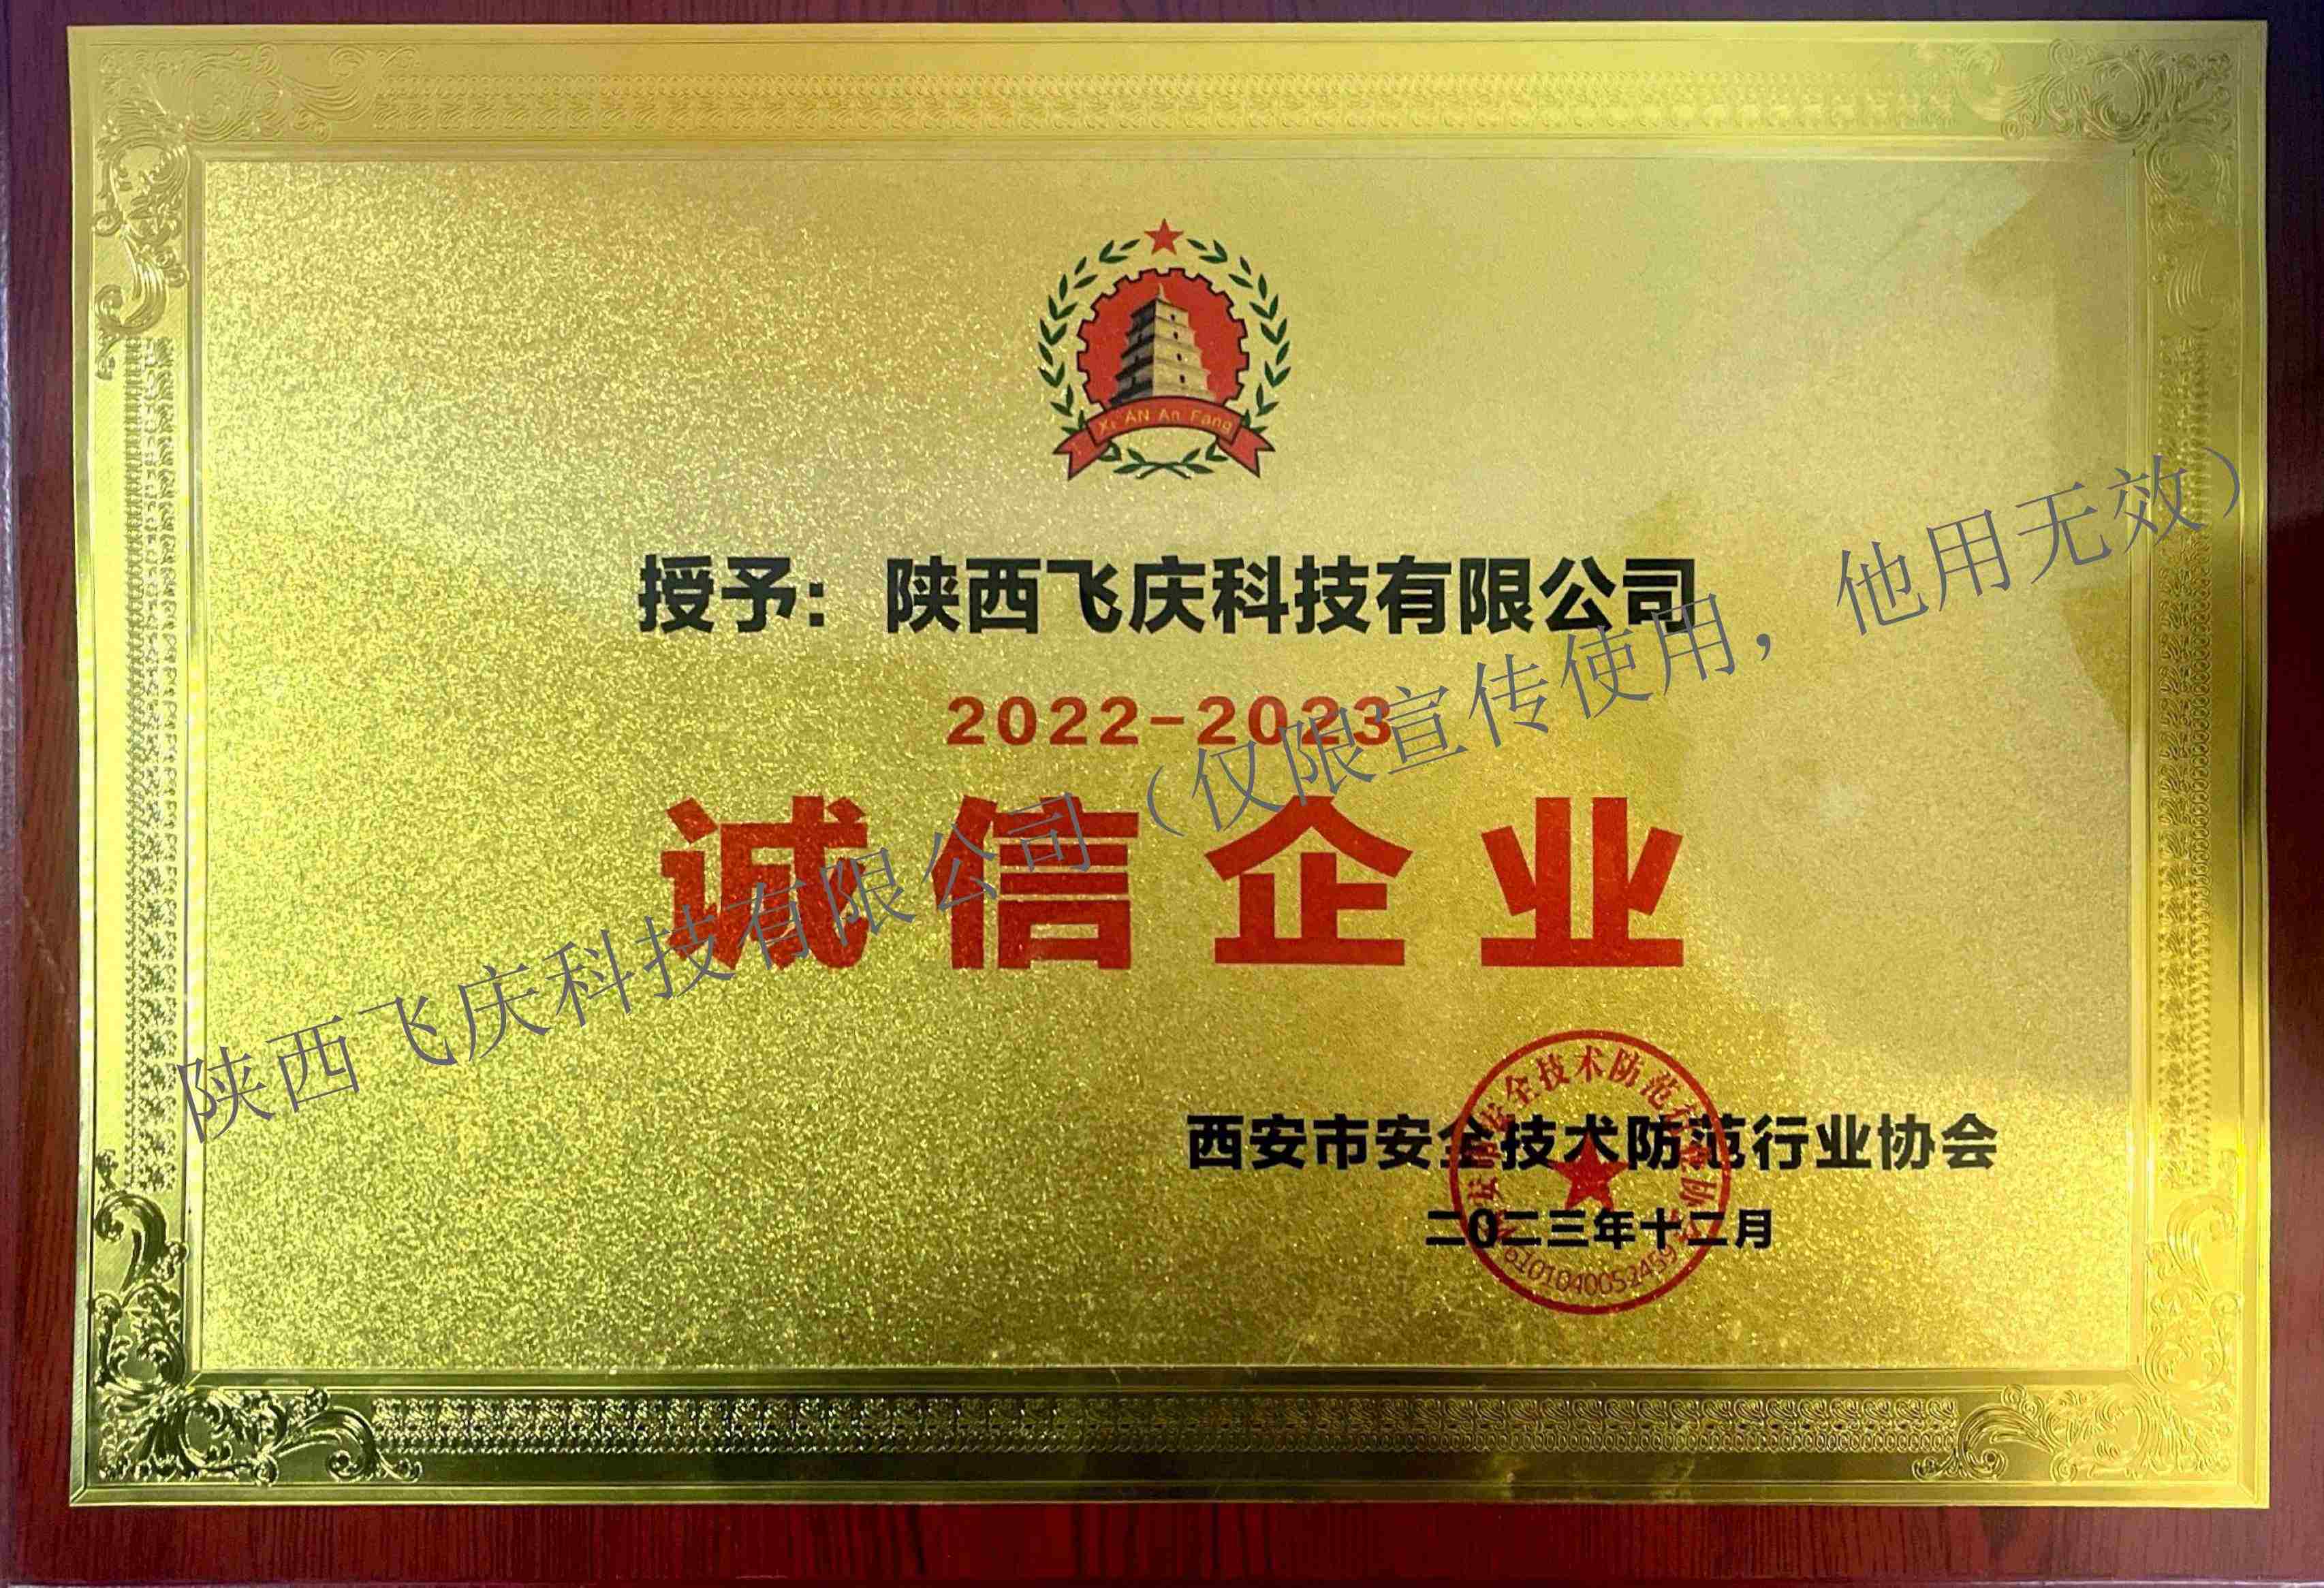 XI'AN An Fang
授予：陕西飞庆科技有限公司
2022-2023
诚信企业
陕西飞庆科技有限公司（仅限宣传使用，他用无效）
西安市安全技术防范行业协会
二0二三年十二月